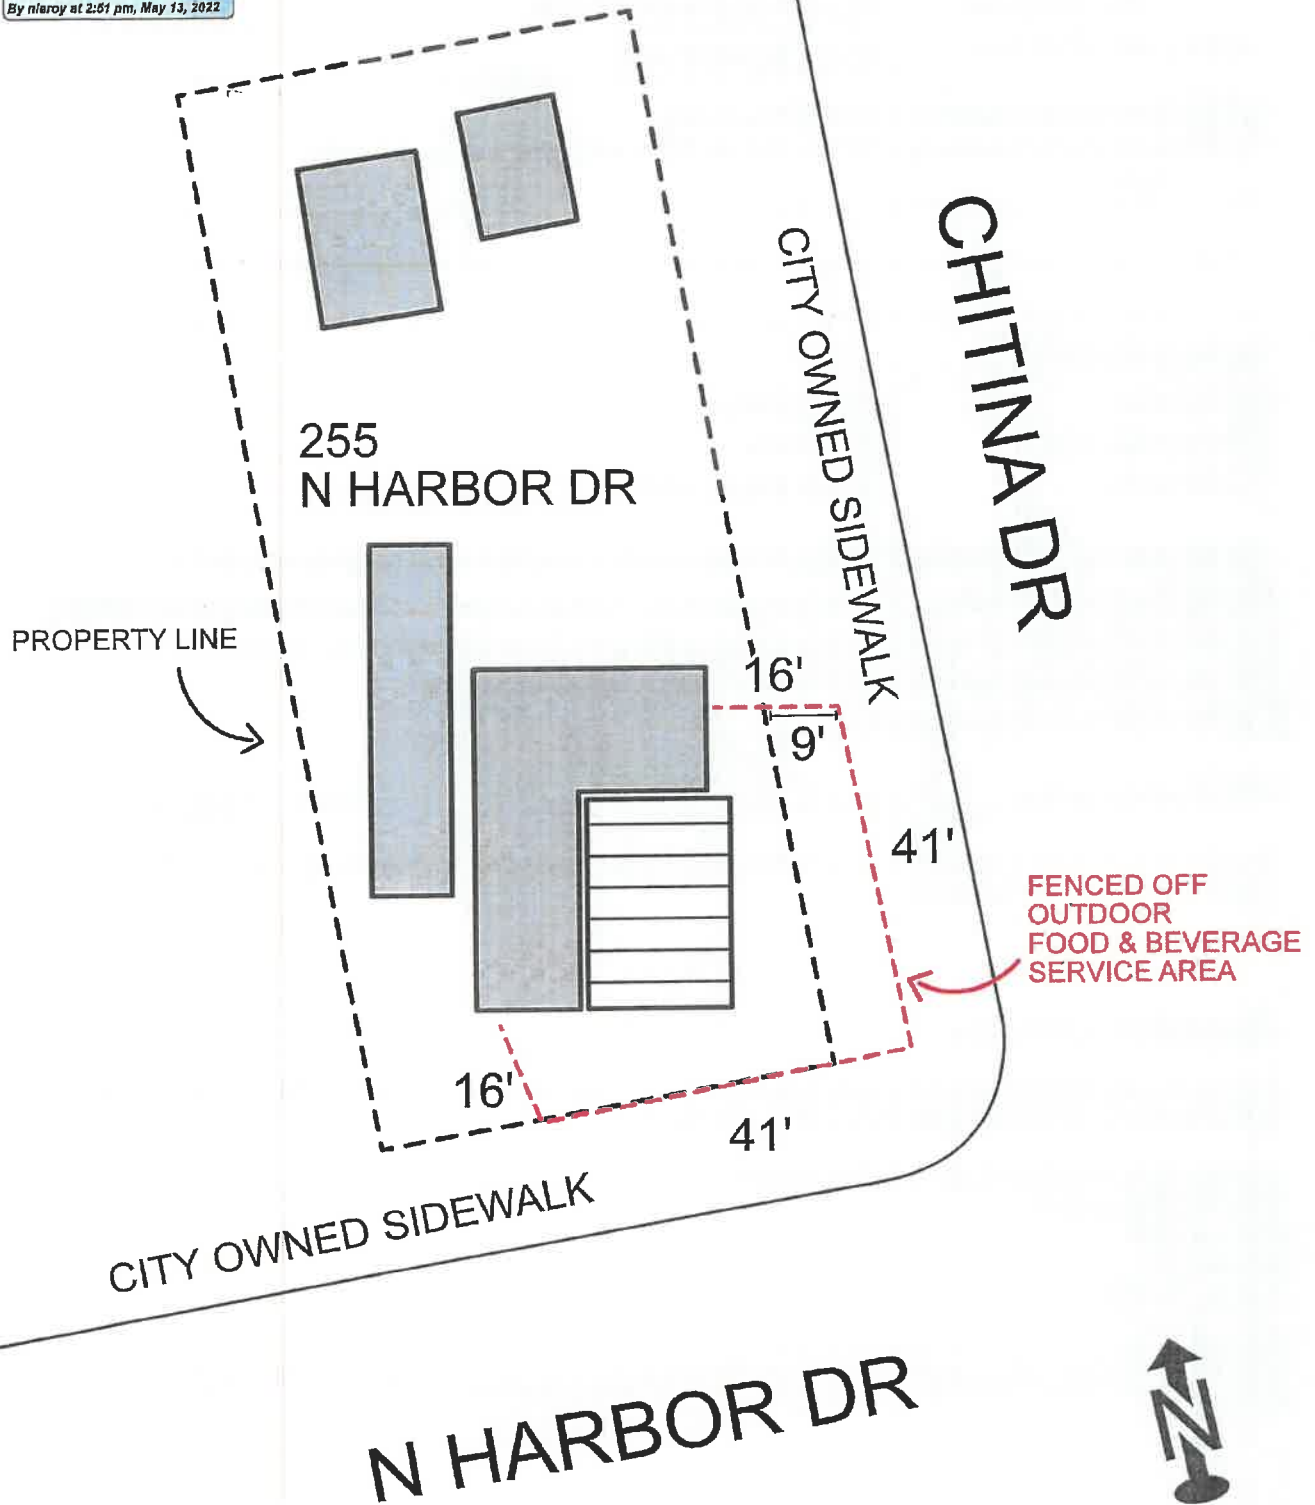 By nleroy at 2:51 pm, May 13, 2022
CITY OWNED SIDEWALK
CHITINA DR
255
N HARBOR DR
PROPERTY LINE
16'
9'
41'
FENCED OFF
OUTDOOR
FOOD & BEVERAGE
SERVICE AREA
16'
41'
CITY OWNED SIDEWALK
N HARBOR DR
N